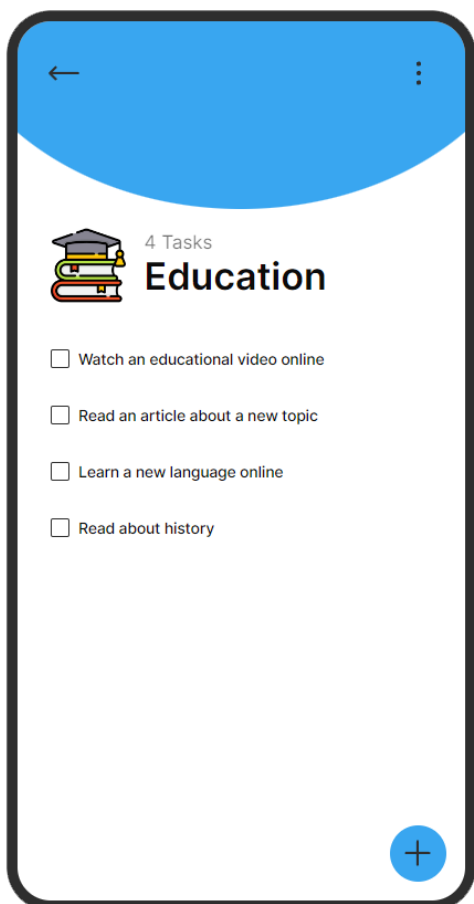 4 Tasks
Education
Watch an educational video online
Read an article about a new topic
Learn a new language online
Read about history